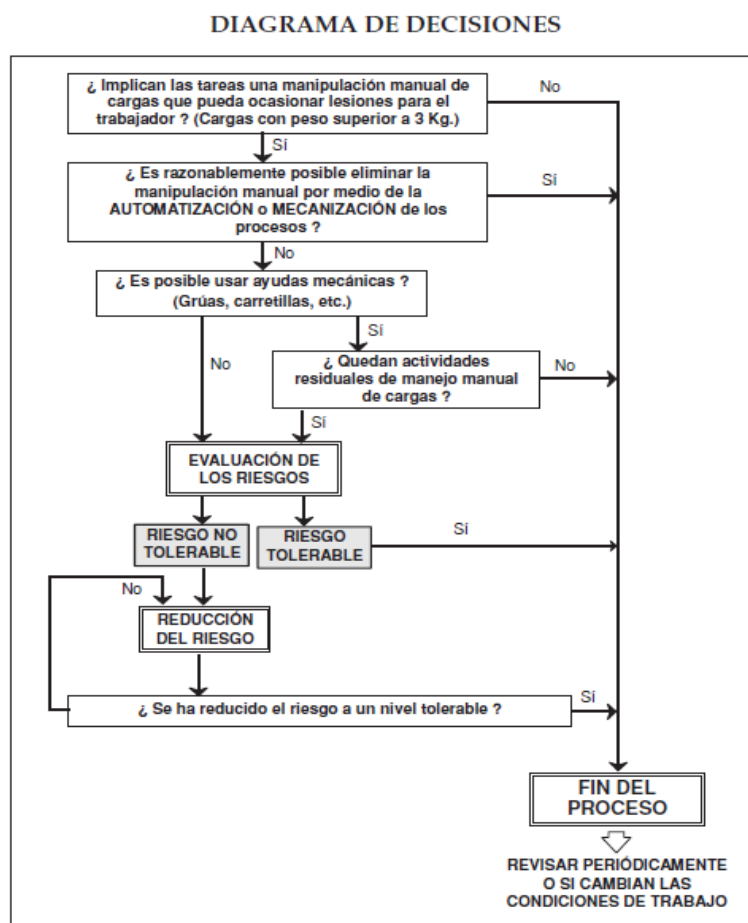 DIAGRAMA DE DECISIONES
¿ Implican las tareas una manipulación manual de
cargas que pueda ocasionar lesiones para el
trabajador ? (Cargas con peso superior a 3 Kg.)
No
Sí
¿ Es razonablemente posible eliminar la
manipulación manual por medio de la
AUTOMATIZACIÓN o MECANIZACIÓN de los
procesos ?
Sí
No
¿ Es posible usar ayudas mecánicas ?
(Grúas, carretillas, etc.)
No
Sí
¿ Quedan actividades
residuales de manejo manual
de cargas ?
No
Sí
EVALUACIÓN DE
LOS RIESGOS
RIESGO NO
TOLERABLE
RIESGO
TOLERABLE
Sí
No
REDUCCIÓN
DEL RIESGO
¿ Se ha reducido el riesgo a un nivel tolerable ?
Sí
FIN DEL
PROCESO
REVISAR PERIÓDICAMENTE
O SI CAMBIAN LAS
CONDICIONES DE TRABAJO